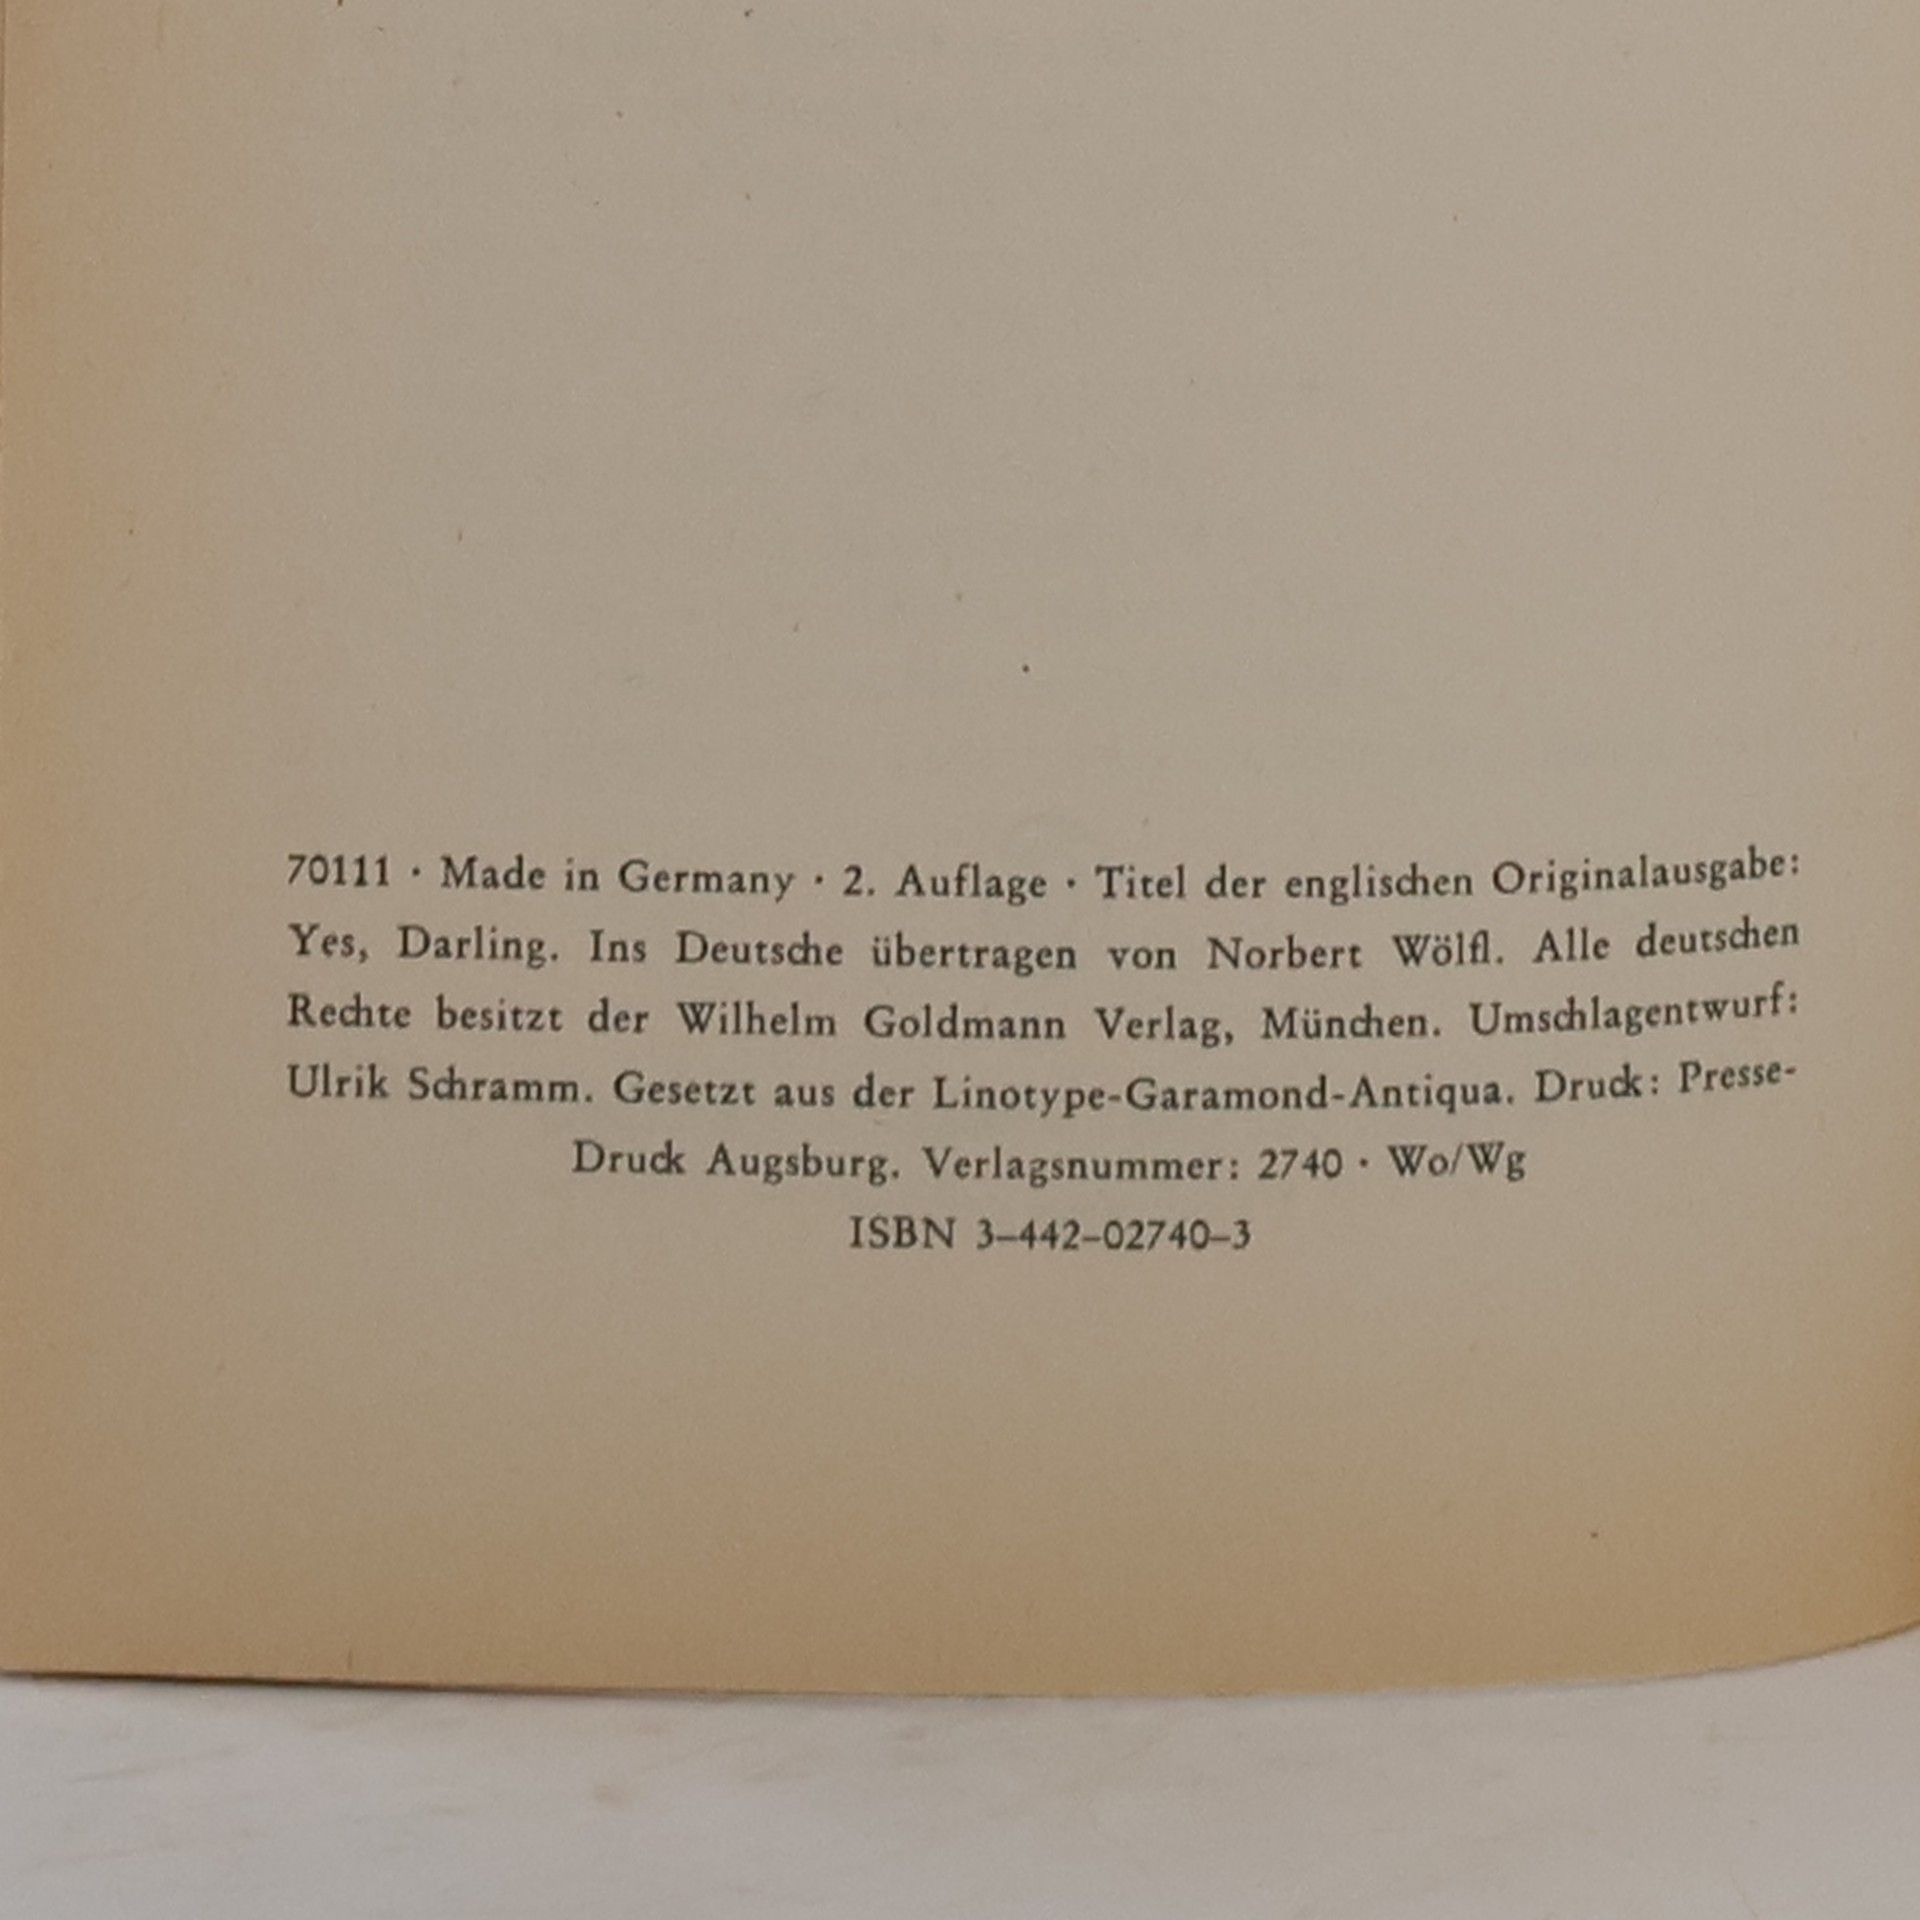 70111 · Made in Germany · 2. Auflage · Titel der englischen Originalausgabe:
Yes, Darling. Ins Deutsche übertragen von Norbert Wölfl. Alle deutschen
Rechte besitzt der Wilhelm Goldmann Verlag, München. Umschlagentwurf:
Ulrik Schramm. Gesetzt aus der Linotype-Garamond-Antiqua. Druck: Presse-
Druck Augsburg. Verlagsnummer: 2740 · Wo/Wg
ISBN 3–442–02740–3